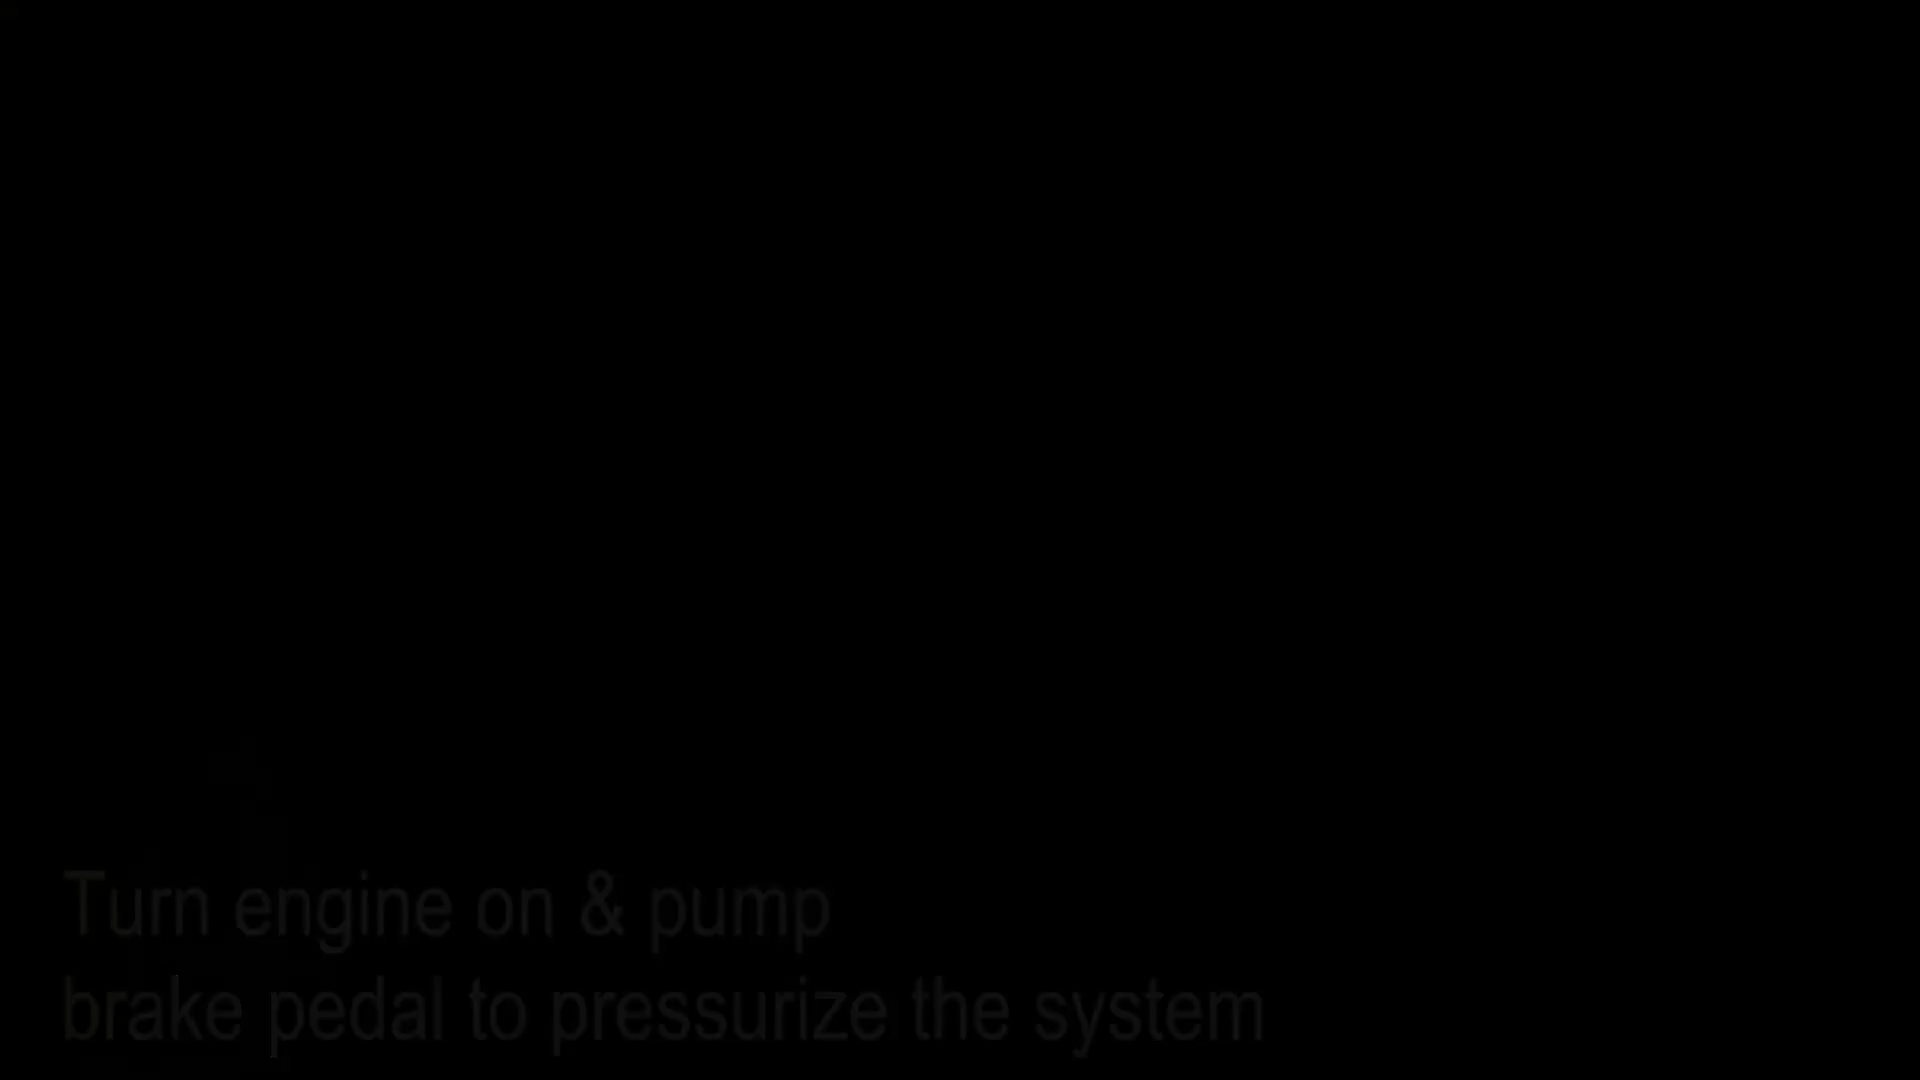 Turn engine on & pump
brake pedal to pressurize the system